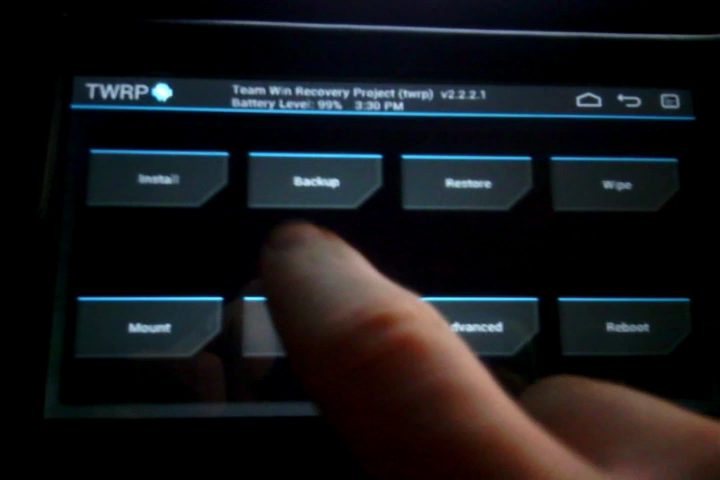 TWRP
Team Win Recovery Project (twrp) v2.2.2.1
Battery Level: 99% 3:30 PM
Install Backup Restore Wipe
Mount dvanced Reboot